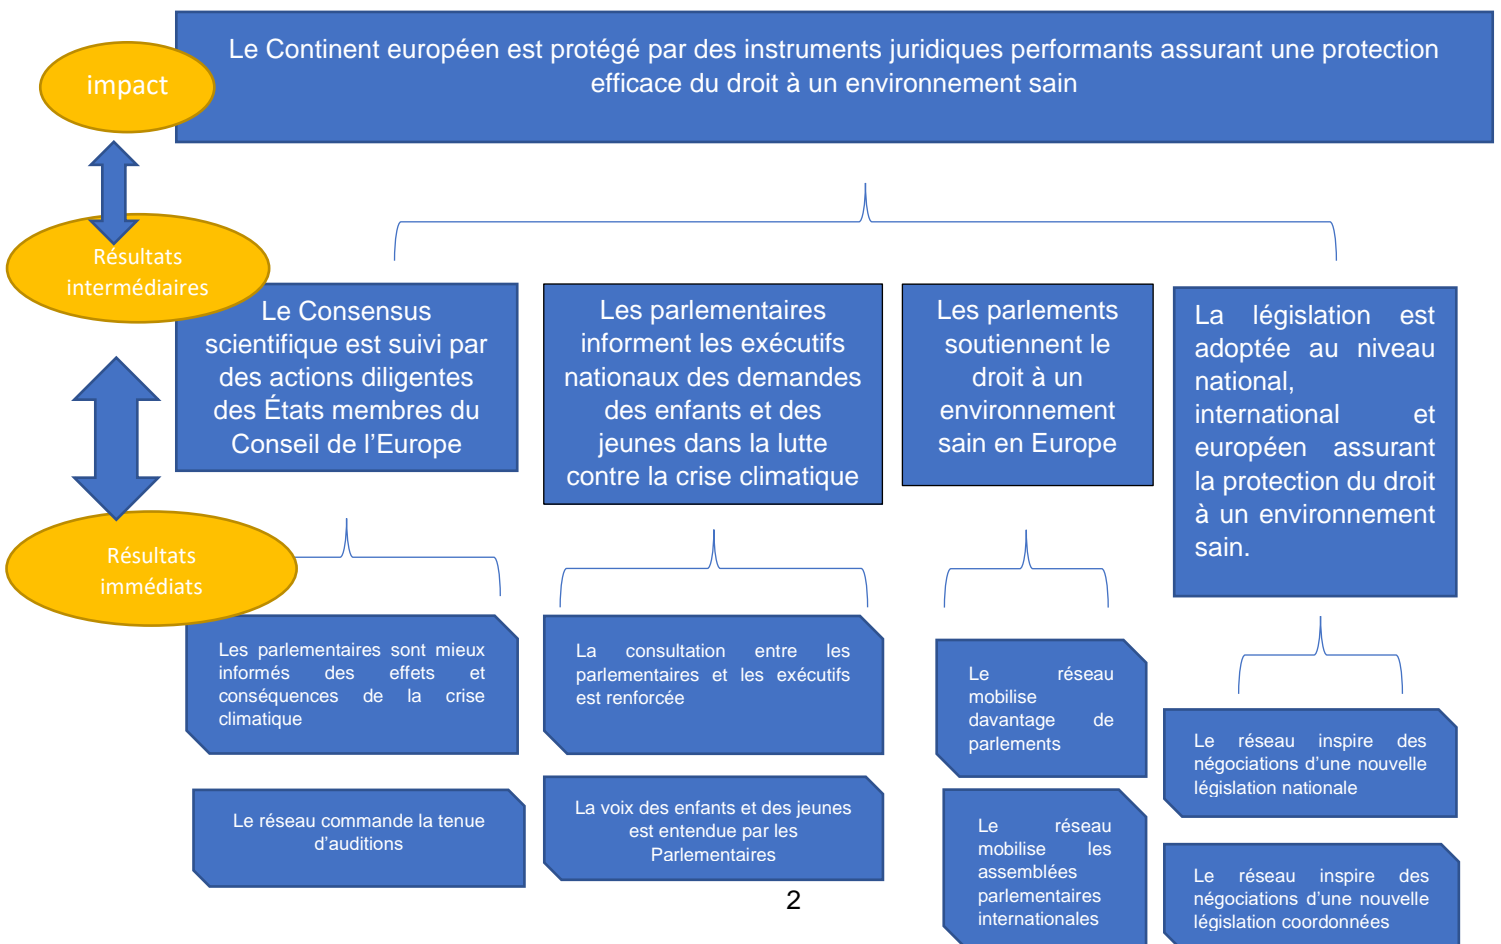 impact
Le Continent européen est protégé par des instruments juridiques performants assurant une protection
efficace du droit à un environnement sain
Résultats
intermédiaires
Le Consensus
scientifique est suivi par
des actions diligentes
des États membres du
Conseil de l’Europe
Les parlementaires
informent les exécutifs
nationaux des demandes
des enfants et des
jeunes dans la lutte
contre la crise climatique
Les parlements
soutiennent le
droit à un
environnement
sain en Europe
La législation est
adoptée au niveau
national,
international et
européen assurant
la protection du droit
à un environnement
sain.
Résultats
immédiats
Les parlementaires sont mieux
informés des effets et
conséquences de la crise
climatique
La consultation entre les
parlementaires et les exécutifs
est renforcée
Le réseau
mobilise
davantage de
parlements
Le réseau inspire des
négociations d’une nouvelle
législation nationale
Le réseau commande la tenue
d’auditions
La voix des enfants et des jeunes
est entendue par les
Parlementaires
Le réseau
mobilise les
assemblées
parlementaires
internationales
Le réseau inspire des
négociations d’une nouvelle
législation coordonnées
2